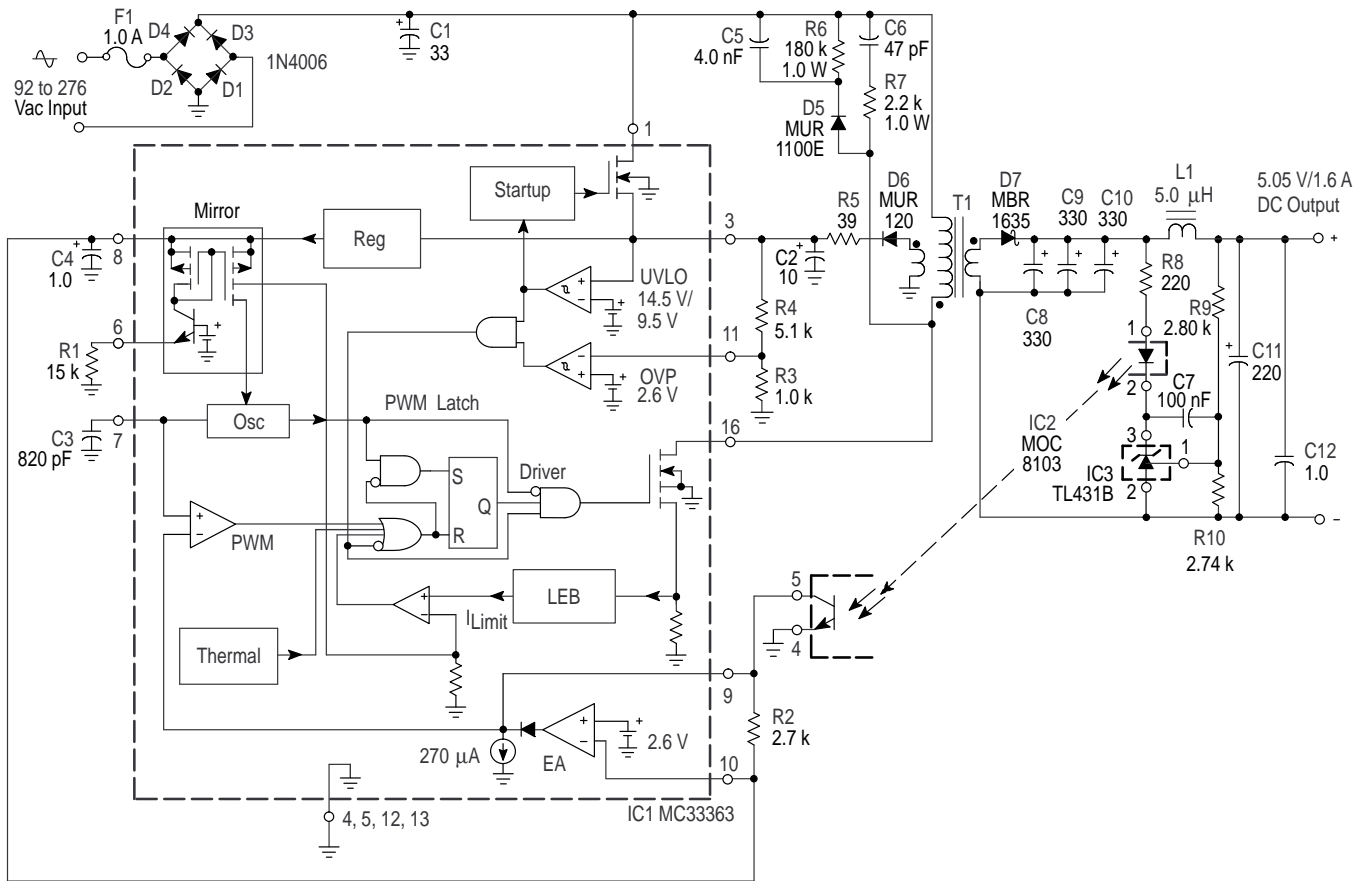 F1
1.0 A
D4
D3
D2
D1
1N4006
92 to 276
Vac Input
+
C1
33
C5
4.0 nF
R6
180 k
1.0 W
C6
47 pF
R7
2.2 k
1.0 W
D5
MUR
1100E
1
Startup
Mirror
Reg
3
R5
39
D6
MUR
120
T1
D7
MBR
1635
C9
330
C10
330
L1
5.0 µH
5.05 V/1.6 A
DC Output
+
+
C4
1.0
8
+
C2
10
+
+
+
C8
330
R8
220
R9
2.80 k
+
-
+
UVLO
14.5 V/
9.5 V
R4
5.1 k
6
+
R1
15 k
11
-
+
+
OVP
2.6 V
R3
1.0 k
1
2
C7
100 nF
+
C11
220
C3
820 pF
7
Osc
PWM Latch
16
IC2
MOC
8103
3
1
IC3
TL431B
2
C12
1.0
S
Q
R
Driver
+
-
PWM
–
R10
2.74 k
+
-
ILimit
LEB
5
4
Thermal
9
R2
2.7 k
270 µA
EA
+
-
+
2.6 V
10
4, 5, 12, 13
IC1 MC33363